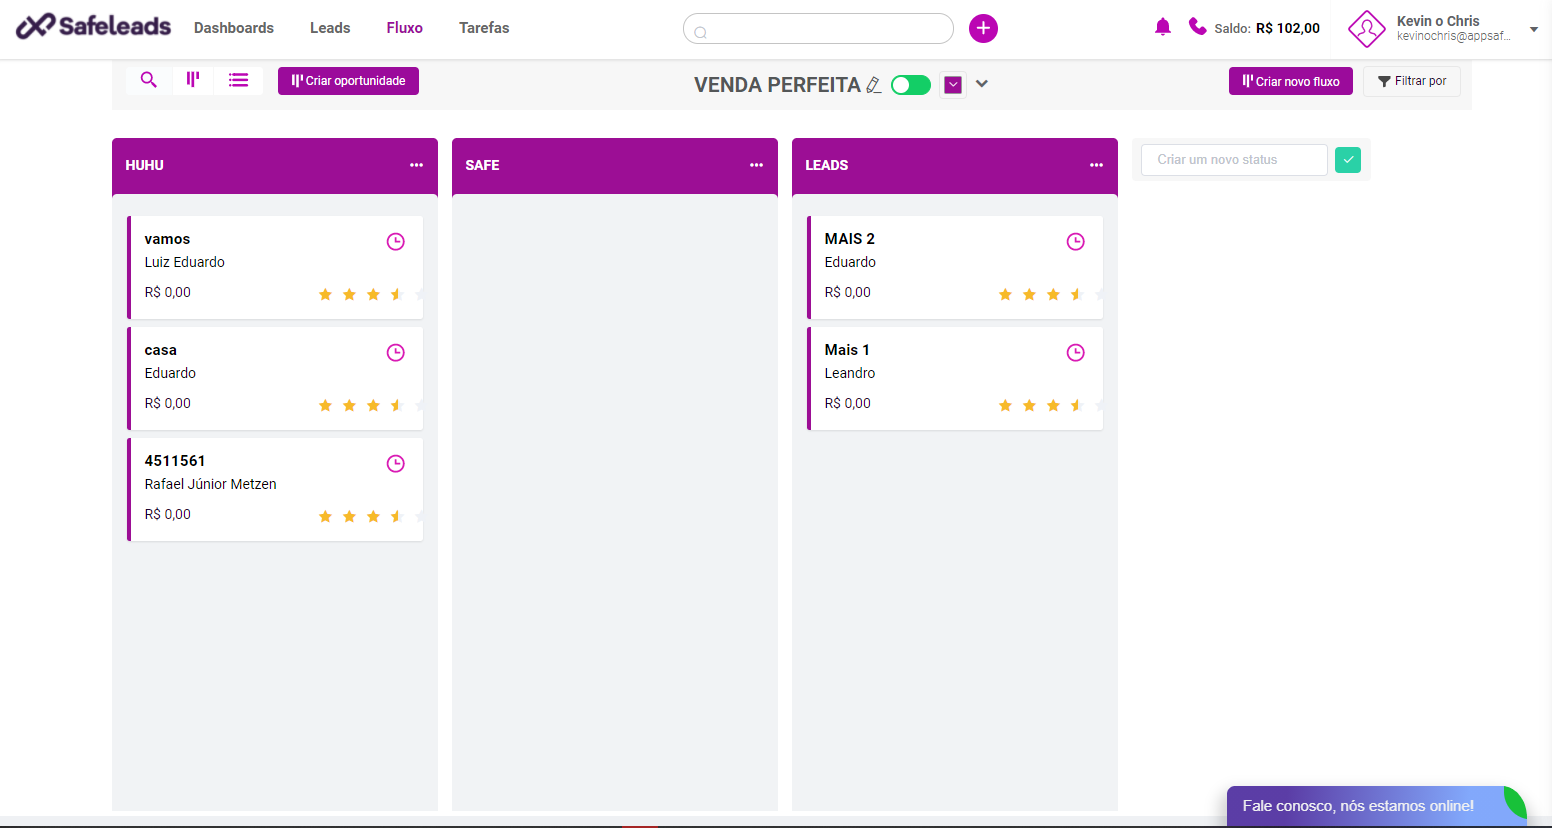 Safeleads
Dashboards
Leads
Fluxo
Tarefas
Saldo: R$ 102,00
Kevin o Chris
kevinochris@appsaf...
Criar oportunidade
VENDA PERFEITA
Criar novo fluxo
Filtrar por
HUHU
vamos
Luiz Eduardo
R$ 0,00
casa
Eduardo
R$ 0,00
4511561
Rafael Júnior Metzen
R$ 0,00
SAFE
LEADS
MAIS 2
Eduardo
R$ 0,00
Mais 1
Leandro
R$ 0,00
Criar um novo status
Fale conosco, nós estamos online!